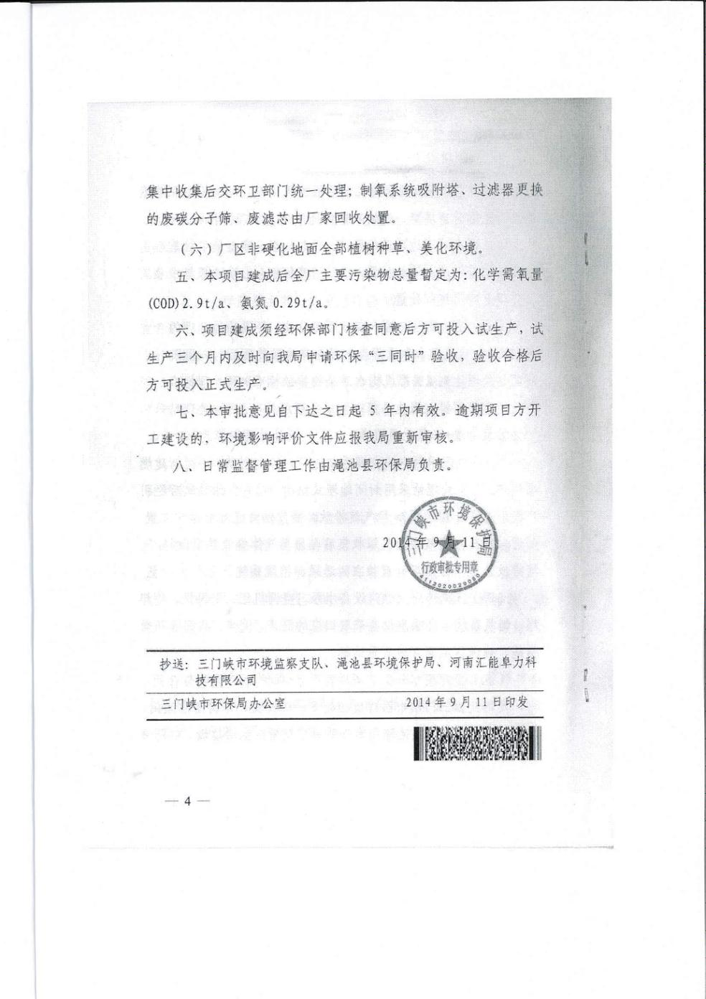 集中收集后交环卫部门统一处理；制氧系统吸附塔、过滤器更换
的废碳分子筛、废滤芯由厂家回收处置。
（六）厂区非硬化地面全部植树种草、美化环境。
五、本项目建成后全厂主要污染物总量暂定为：化学需氧量
(COD)2.9t/a、氨氮 0.29t/a。
六、项目建成须经环保部门核查同意后方可投入试生产，试
生产三个月内及时向我局申请环保“三同时”验收，验收合格后
方可投入正式生产。
七、本审批意见自下达之日起 5 年内有效。逾期项目方开
工建设的，环境影响评价文件应报我局重新审核。
八、日常监督管理工作由渑池县环保局负责。
三门峡市环境保护局
2014 年 9 月 11 日
行政审批专用章
4112020029080
抄送：三门峡市环境监察支队、渑池县环境保护局、河南汇能阜力科
技有限公司
三门峡市环保局办公室 2014 年 9 月 11 日印发
— 4 —